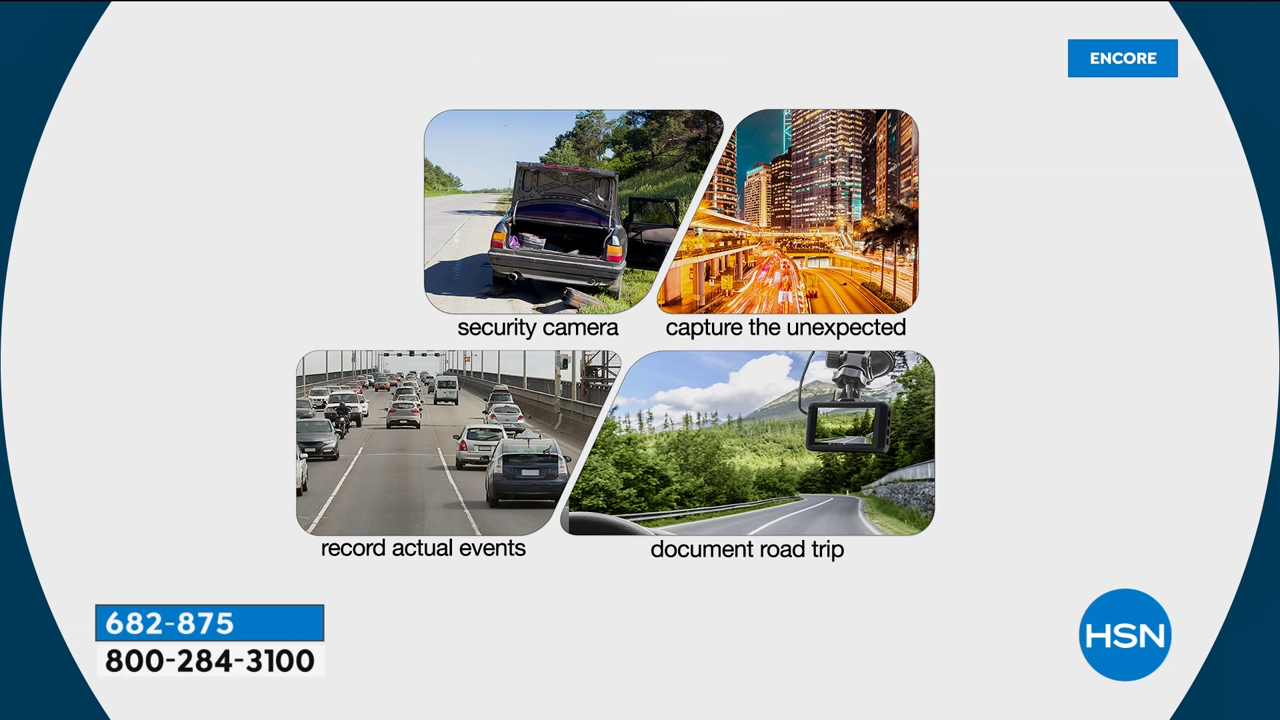 ENCORE
security camera
capture the unexpected
record actual events
document road trip
682-875
800-284-3100
HSN